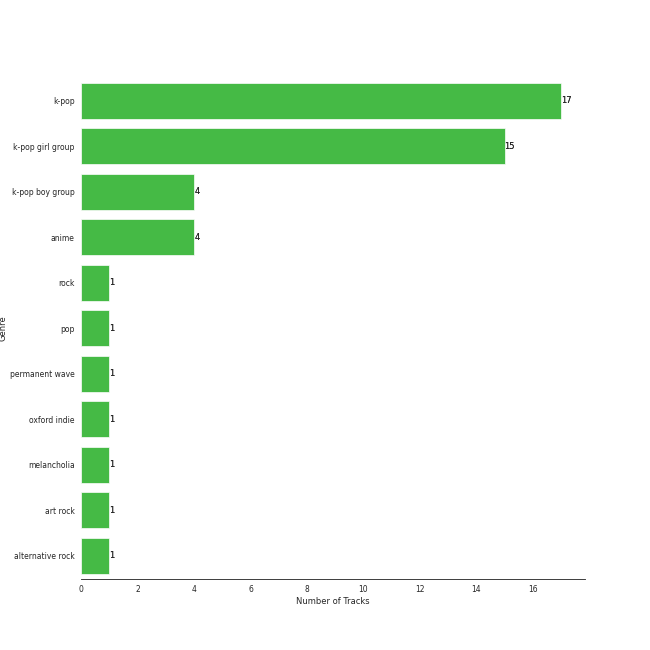 k-pop 17
k-pop girl group 15
k-pop boy group 4
anime 4
rock 1
pop 1
permanent wave 1
oxford indie 1
melancholia 1
art rock 1
alternative rock 1
Genre
0 2 4 6 8 10 12 14 16
Number of Tracks